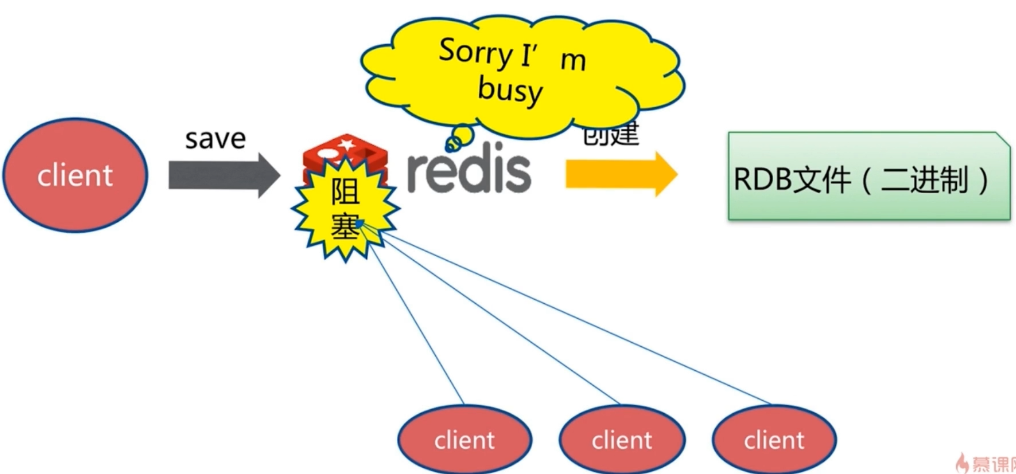 Sorry I'm
busy
save
创建
client
redis
阻
塞
RDB文件（二进制）
client
client
client
慕课网